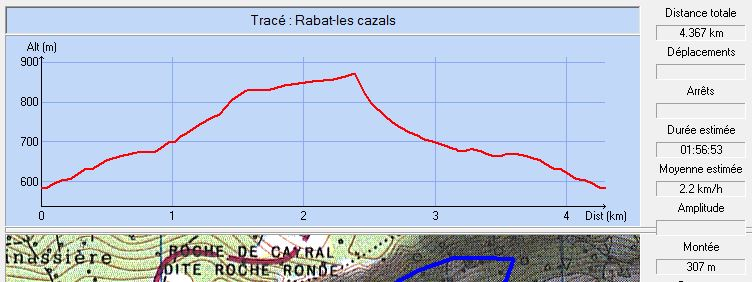 Tracé : Rabat-les cazals
Alt (m)
900
800
700
600
0
1
2
3
4
Dist (km)
Distance totale
4.367 km
Déplacements
Arrêts
Durée estimée
01:56:53
Moyenne estimée
2.2 km/h
Amplitude
Montée
307 m
inassière
ROCHE DE CAYRAL
DITE ROCHE RONDE